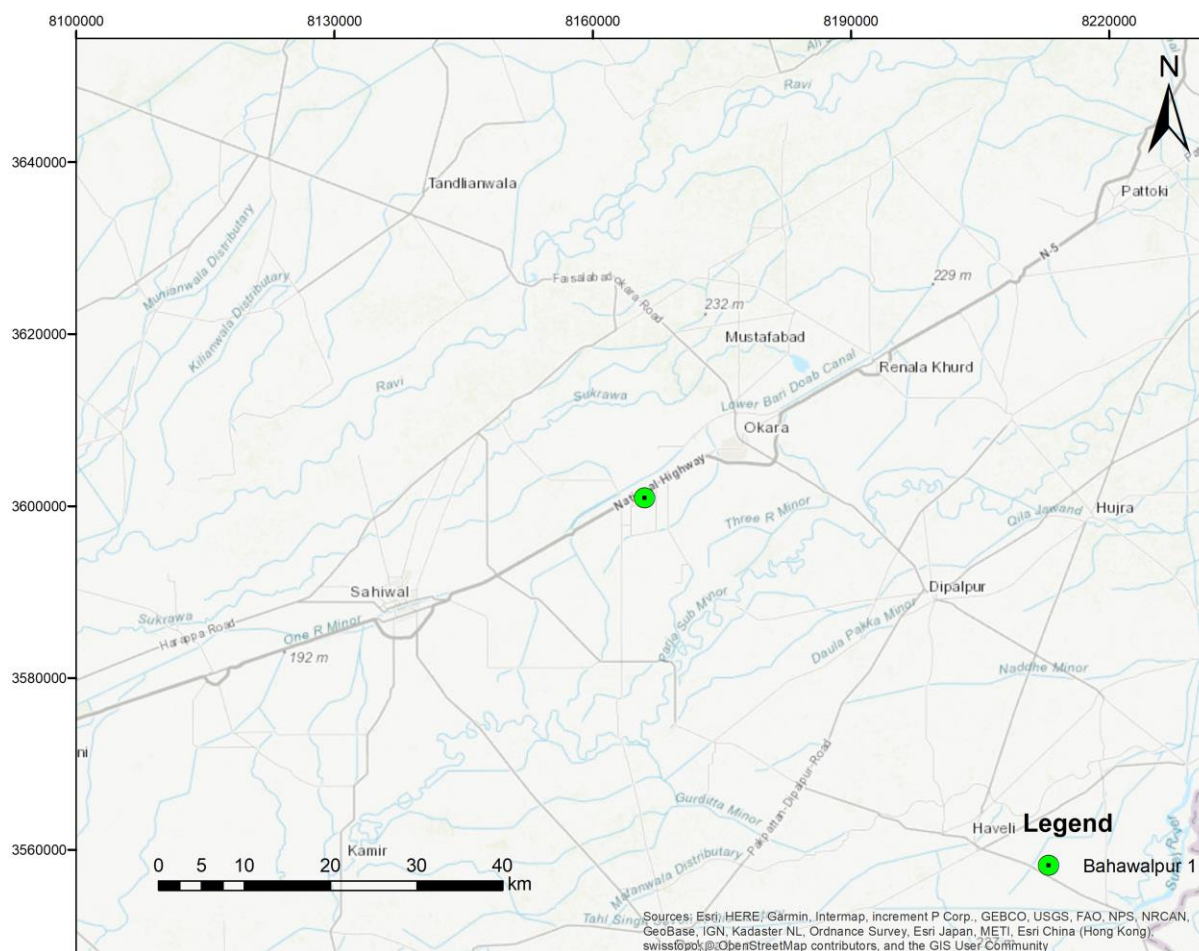 8100000 8130000 8160000 8190000 8220000
N
Ravi
3640000
Tandlianwala
Pattoki
Muhianwala Distributary
Kilianwala Distributary
N-5
Faisalabad Okara Road
229 m
232 m
3620000
Mustafabad
Renala Khurd
Ravi
Sukrawa
Lower Bari Doab Canal
Okara
National Highway
3600000
Three R Minor
Qila Jawand
Hujra
Sahiwal
Dipalpur
Sukrawa
Harappa Road
One R Minor
Parja Sub Minor
Daula Pakka Minor
192 m
Naddhe Minor
3580000
ni
Pakpattan-Dipalpur-Road
Gurditta Minor
Haveli
Legend
3560000
Kamir
Bahawalpur 1
0 5 10 20 30 40
km
Malanwala Distributary
Tahl Singh
Sources: Esri, HERE, Garmin, Intermap, increment P Corp., GEBCO, USGS, FAO, NPS, NRCAN,
GeoBase, IGN, Kadaster NL, Ordnance Survey, Esri Japan, METI, Esri China (Hong Kong),
swisstopo, © OpenStreetMap contributors, and the GIS User Community